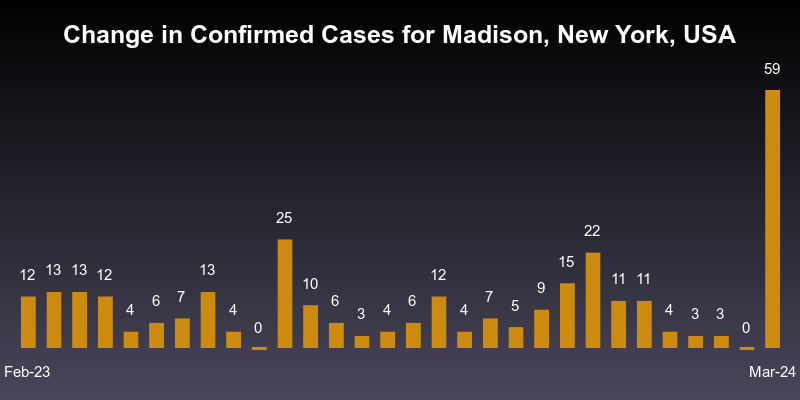 Change in Confirmed Cases for Madison, New York, USA
59
25
22
15
12 13 13 12 4 6 7 13 4 0 10 6 3 4 6 12 4 7 5 9 11 11 4 3 3 0
Feb-23 Mar-24